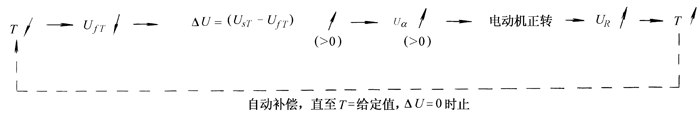 T → U_fT → ΔU = (U_sT − U_fT) → U_a → 电动机正转 → U_R → T
(>0) (>0)
自动补偿，直至T=给定值，ΔU=0时止